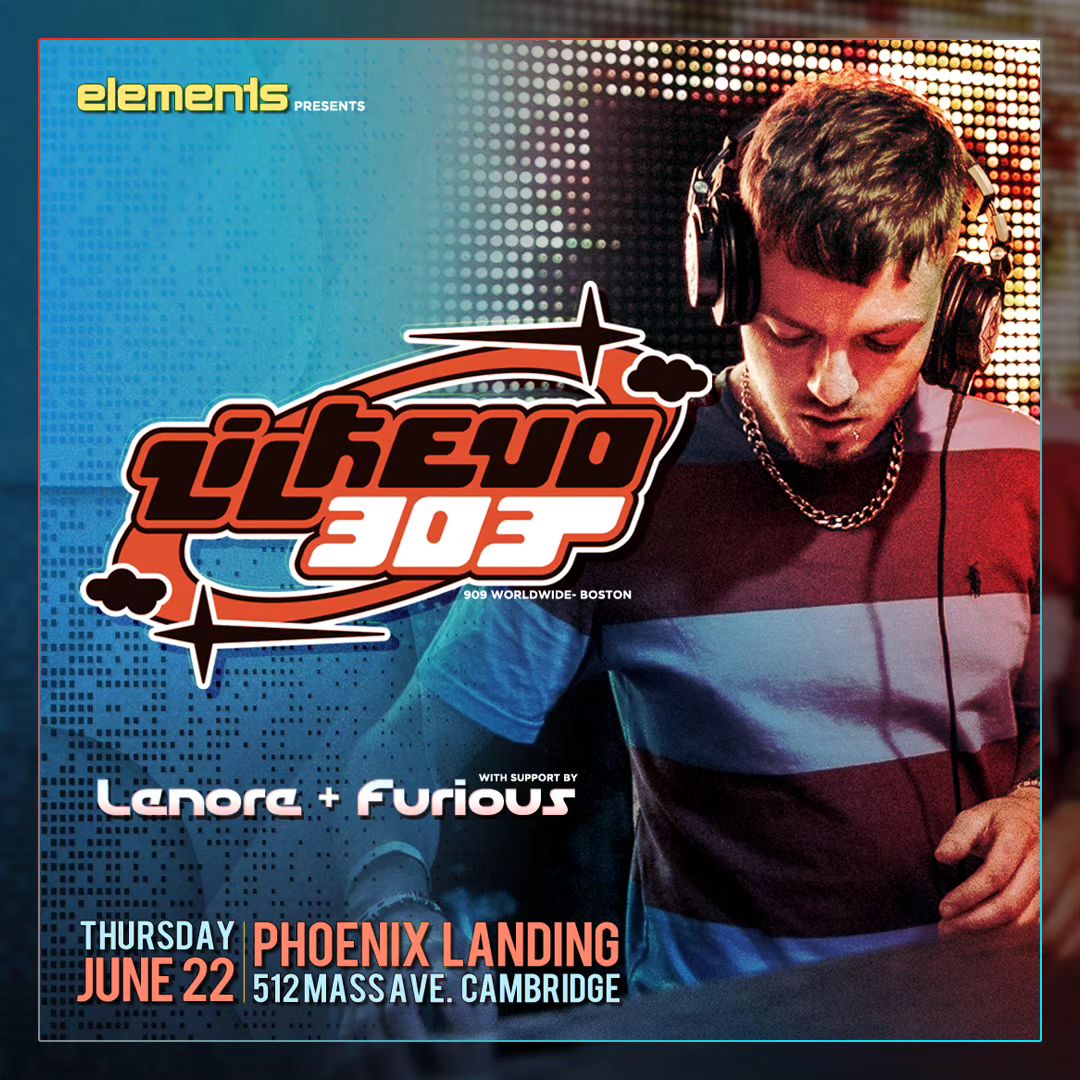 elements PRESENTS
LilKEVO
303
909 WORLDWIDE- BOSTON
WITH SUPPORT BY
Lenore + Furious
THURSDAY
JUNE 22
PHOENIX LANDING
512 MASS AVE. CAMBRIDGE